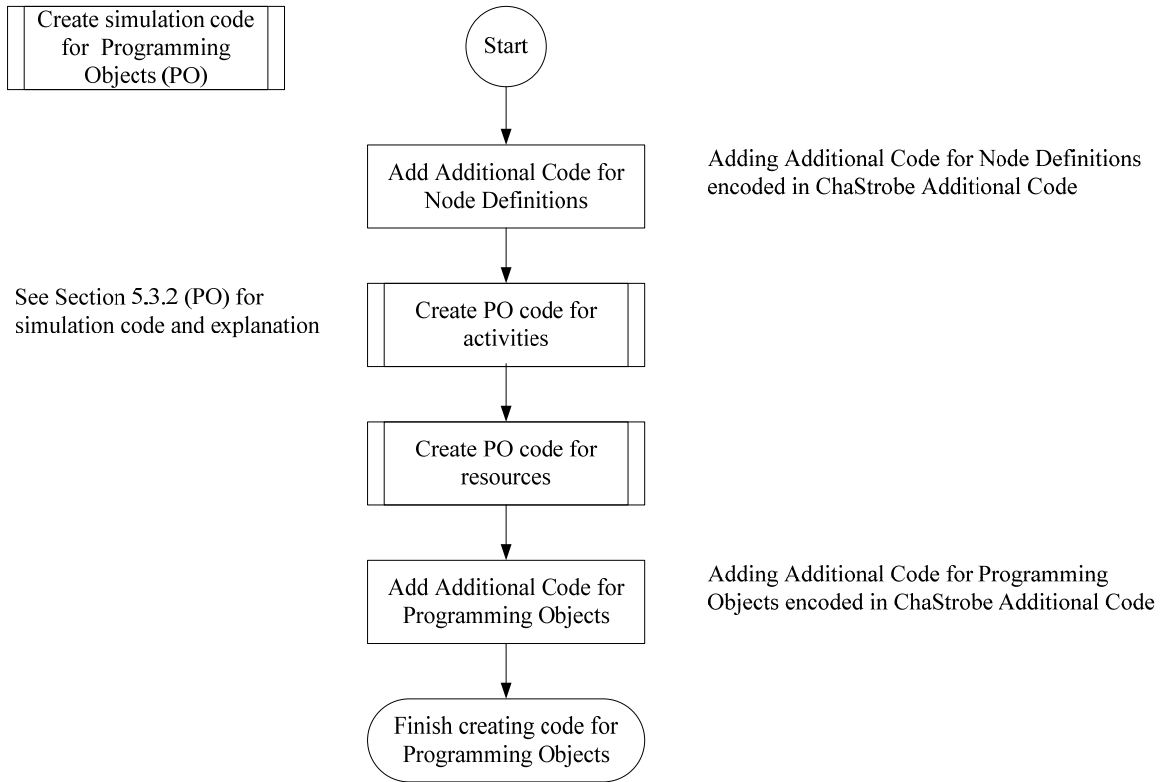 Create simulation code
for Programming
Objects (PO)
Start
Add Additional Code for
Node Definitions
Adding Additional Code for Node Definitions
encoded in ChaStrobe Additional Code
See Section 5.3.2 (PO) for
simulation code and explanation
Create PO code for
activities
Create PO code for
resources
Add Additional Code for
Programming Objects
Adding Additional Code for Programming
Objects encoded in ChaStrobe Additional Code
Finish creating code for
Programming Objects